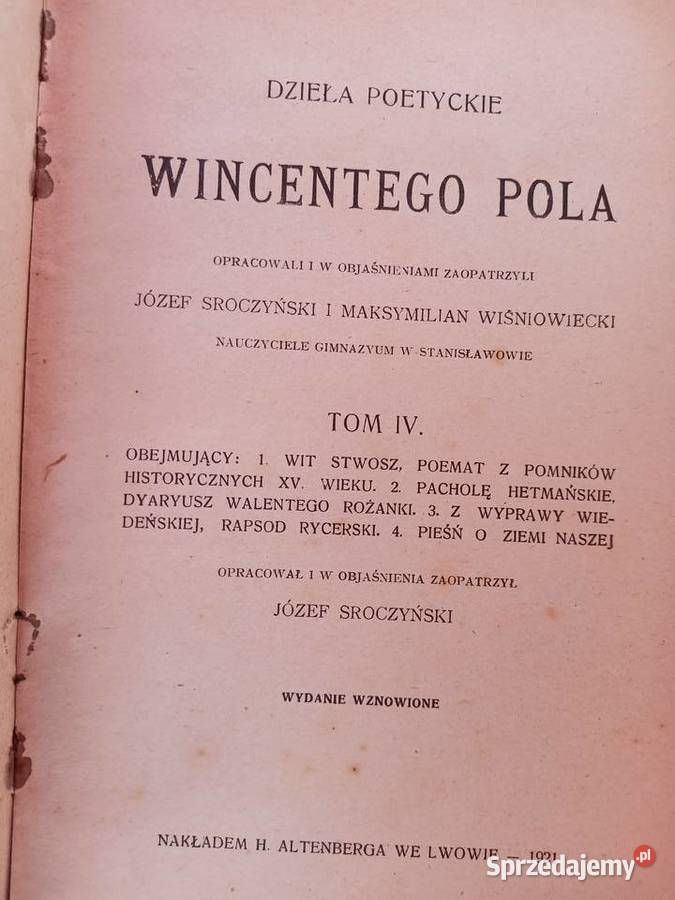 DZIEŁA POETYCKIE
WINCENTEGO POLA
OPRACOWALI I W OBJAŚNIENIAMI ZAOPATRZYLI
JÓZEF SROCZYŃSKI I MAKSYMILIAN WIŚNIOWIECKI
NAUCZYCIELE GIMNAZYUM W STANISŁAWOWIE
TOM IV.
OBEJMUJĄCY: 1. WIT STWOSZ, POEMAT Z POMNIKÓW
HISTORYCZNYCH XV. WIEKU. 2. PACHOLĘ HETMAŃSKIE,
DYARYUSZ WALENTEGO ROŻANKI. 3. Z WYPRAWY WIE-
DEŃSKIEJ, RAPSOD RYCERSKI. 4. PIEŚŃ O ZIEMI NASZEJ
OPRACOWAŁ I W OBJAŚNIENIA ZAOPATRZYŁ
JÓZEF SROCZYŃSKI
WYDANIE WZNOWIONE
NAKŁADEM H. ALTENBERGA WE LWOWIE — 1921
Sprzedajemy.pl